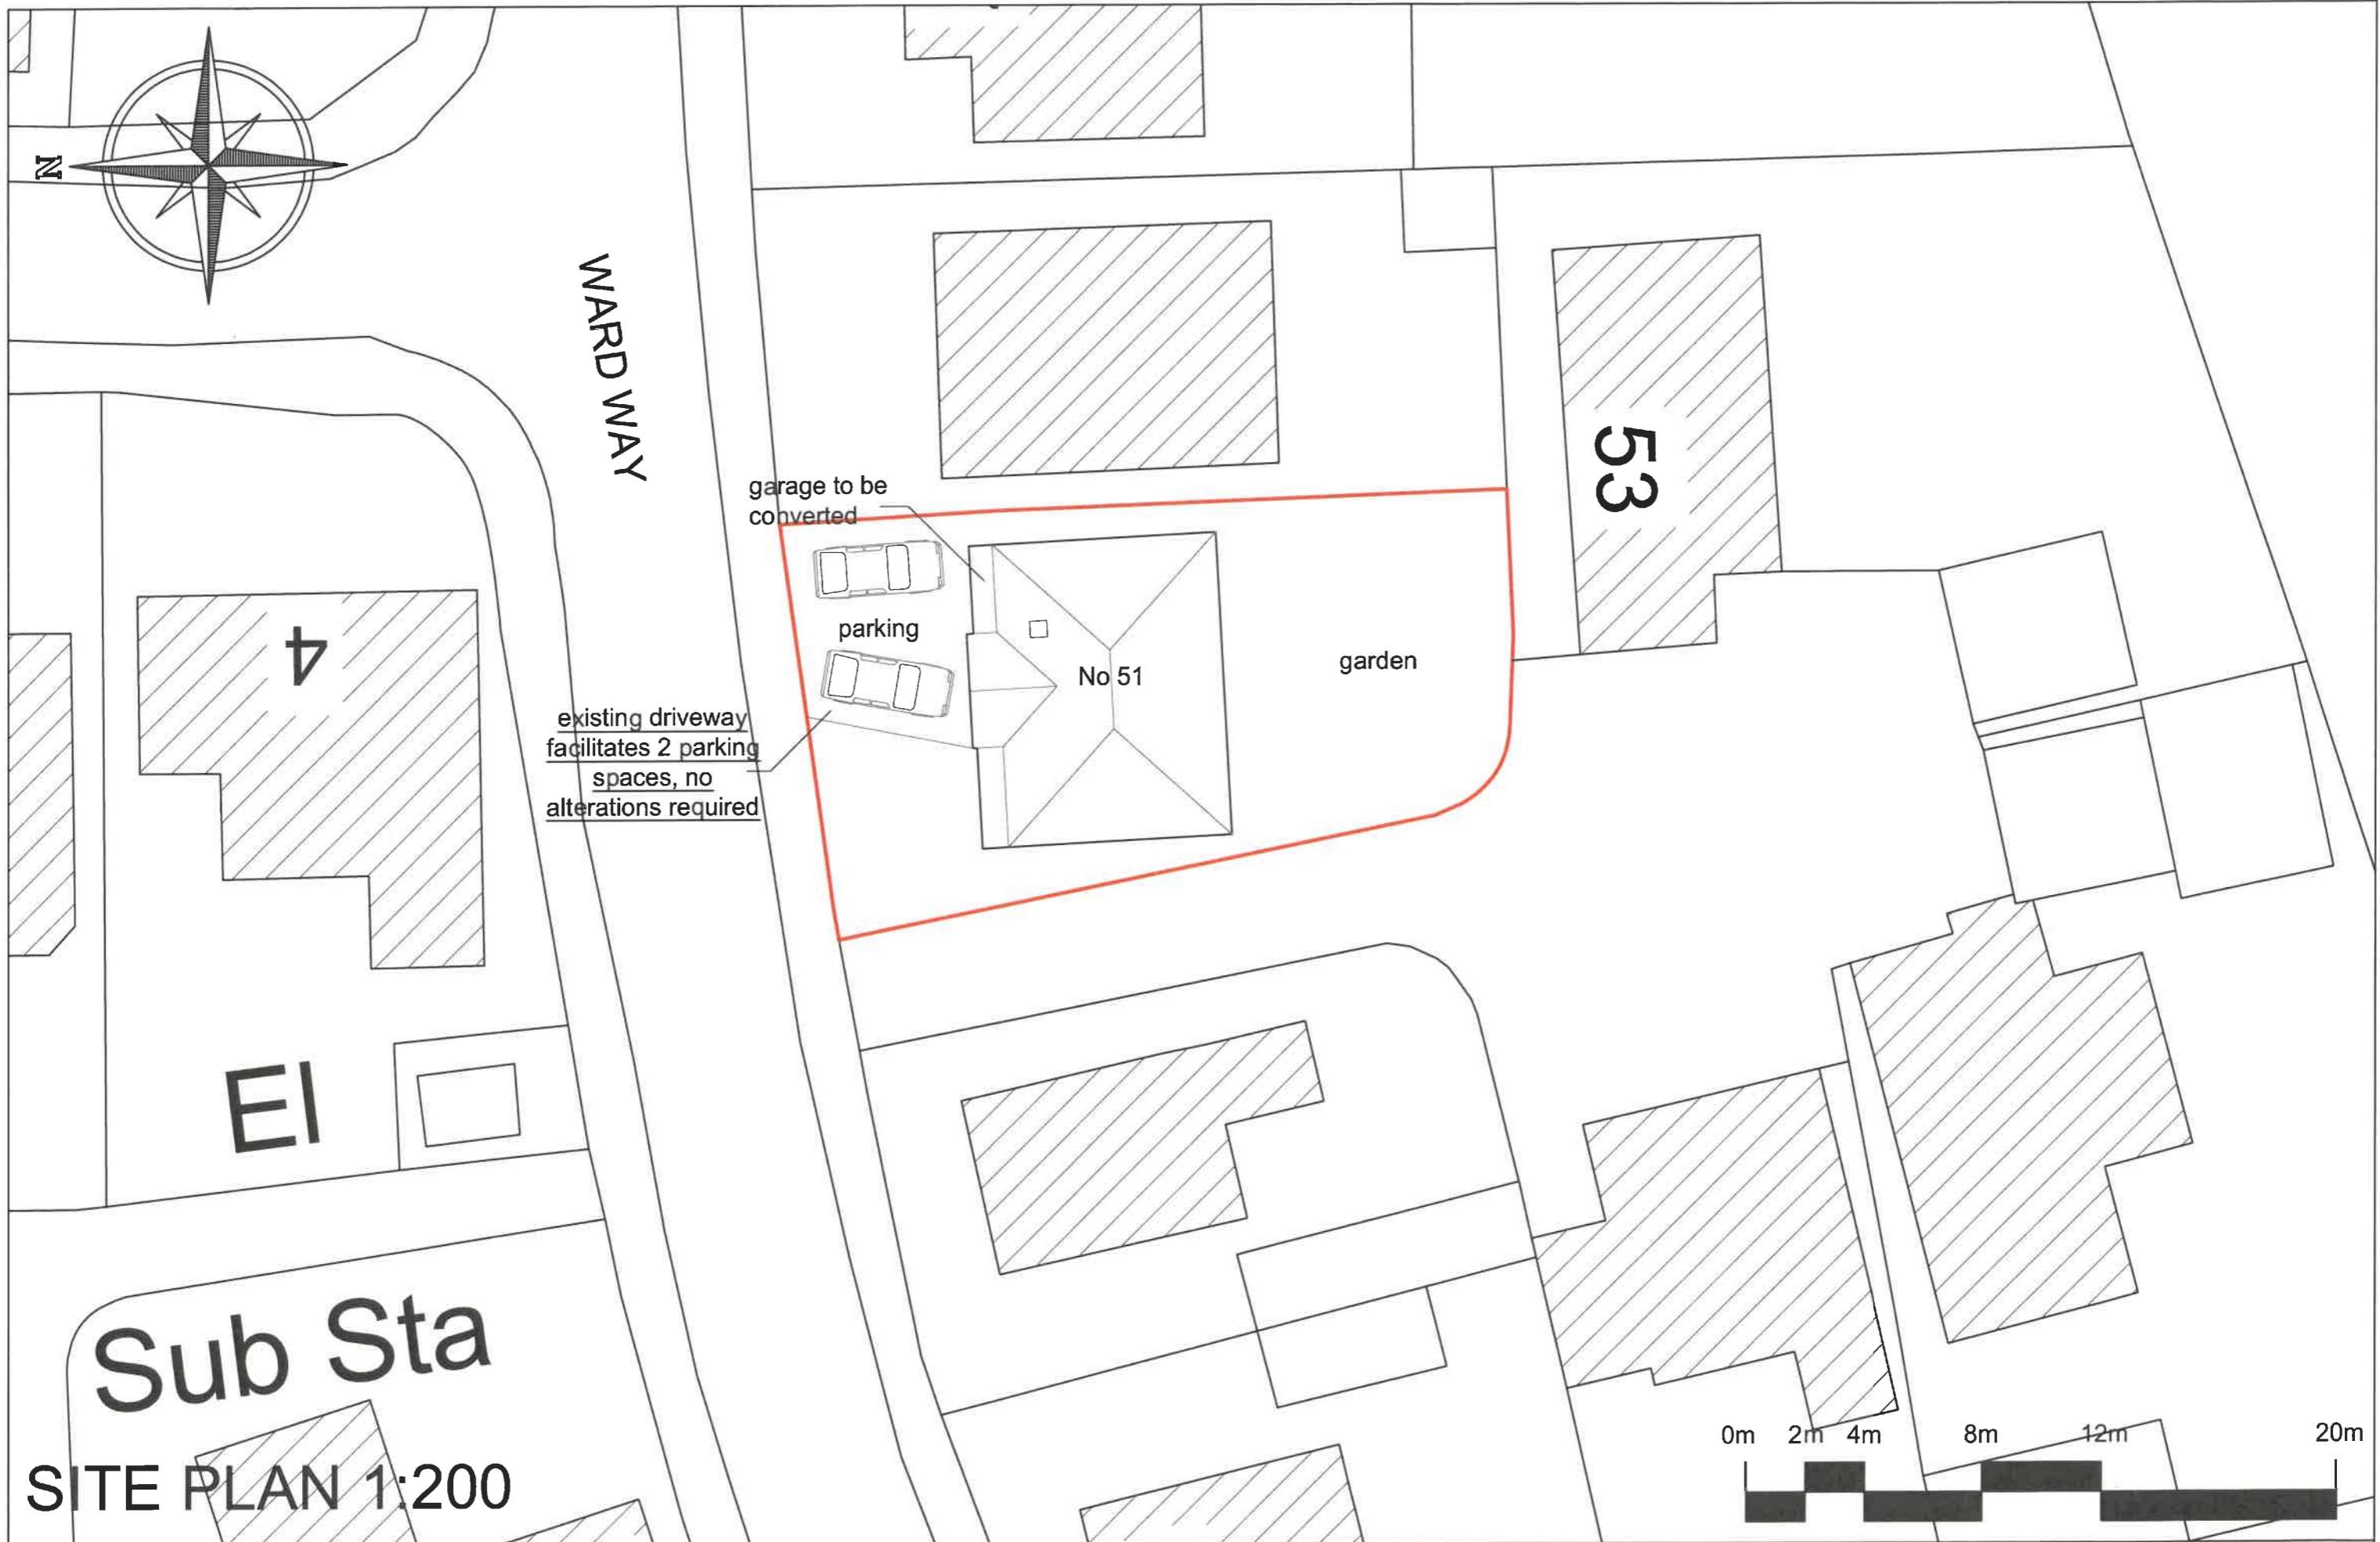 N
WARD WAY
53
garage to be
converted
parking
No 51
garden
4
existing driveway
facilitates 2 parking
spaces, no
alterations required
El
Sub Sta
0m 2m 4m 8m 12m 20m
SITE PLAN 1:200